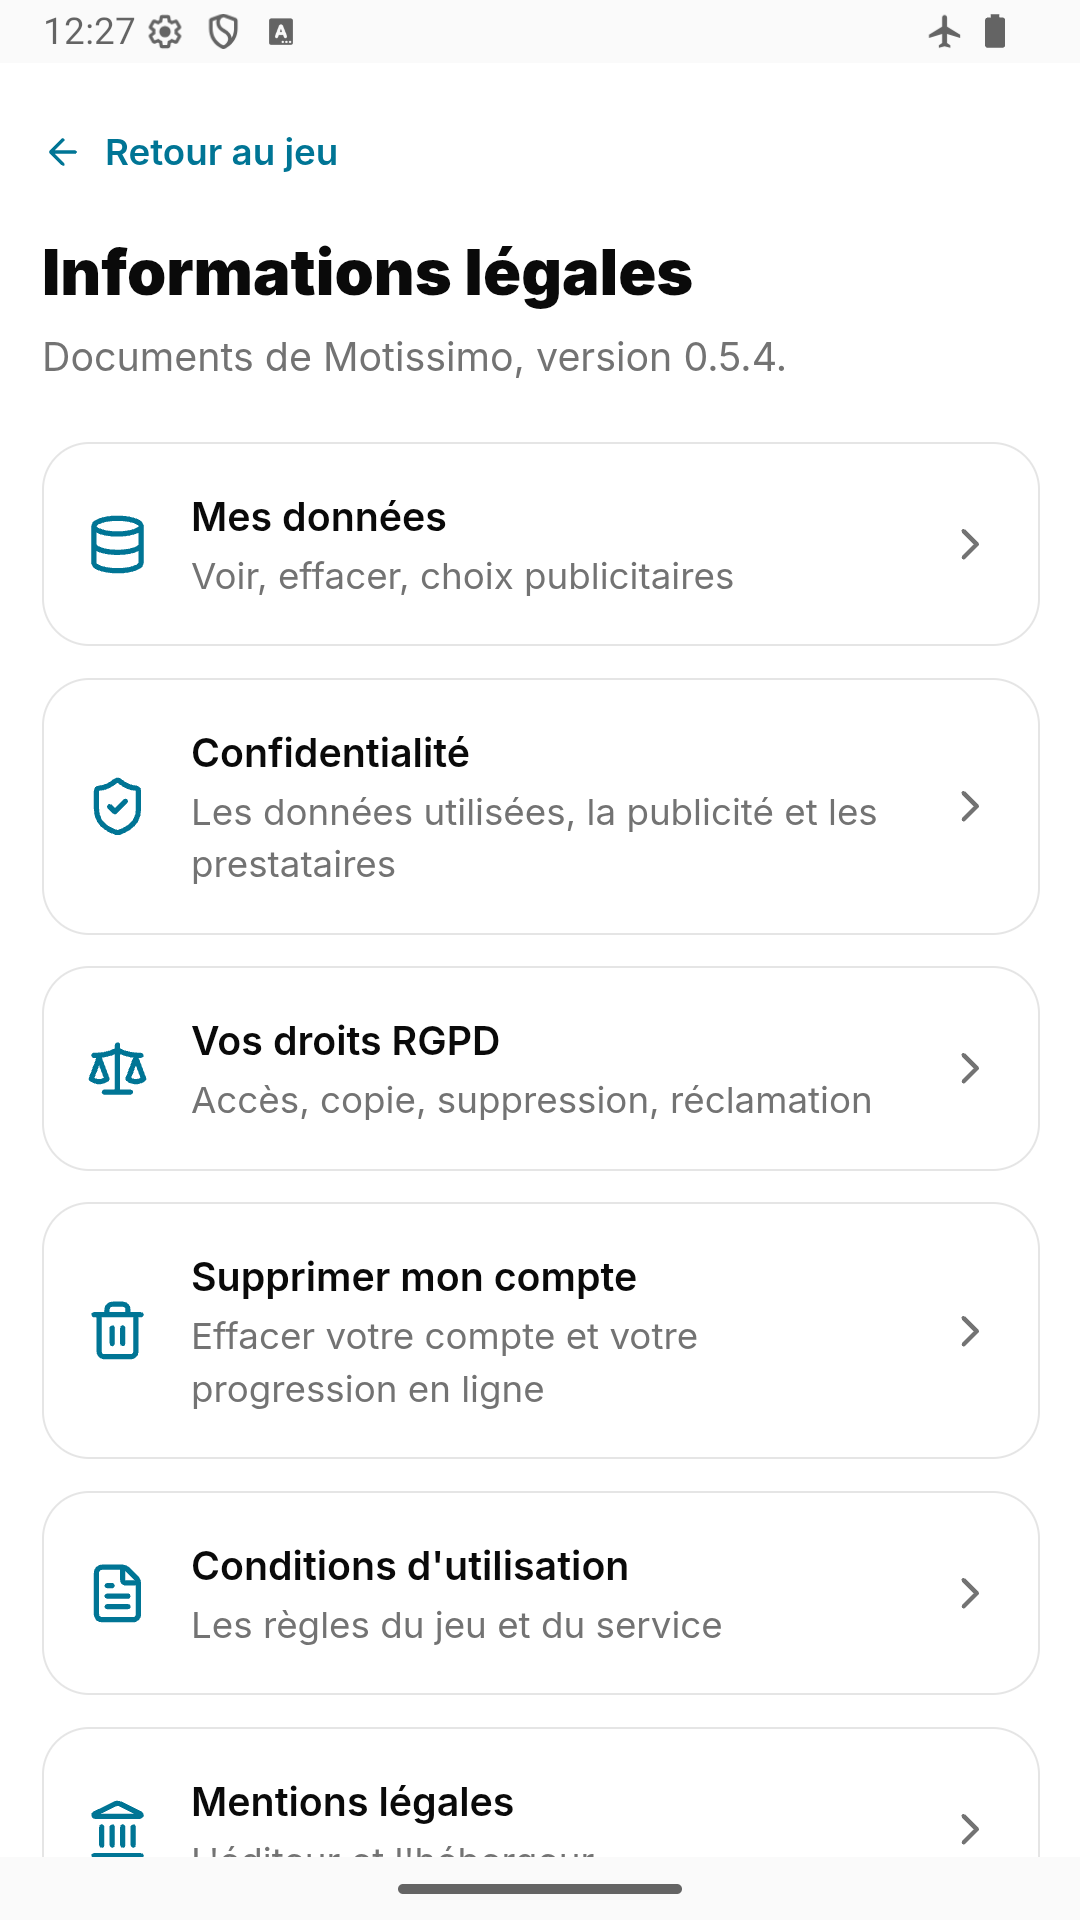 12:27
Retour au jeu
Informations légales
Documents de Motissimo, version 0.5.4.
Mes données
Voir, effacer, choix publicitaires
Confidentialité
Les données utilisées, la publicité et les
prestataires
Vos droits RGPD
Accès, copie, suppression, réclamation
Supprimer mon compte
Effacer votre compte et votre
progression en ligne
Conditions d'utilisation
Les règles du jeu et du service
Mentions légales
L'éditeur et l'hébergeur